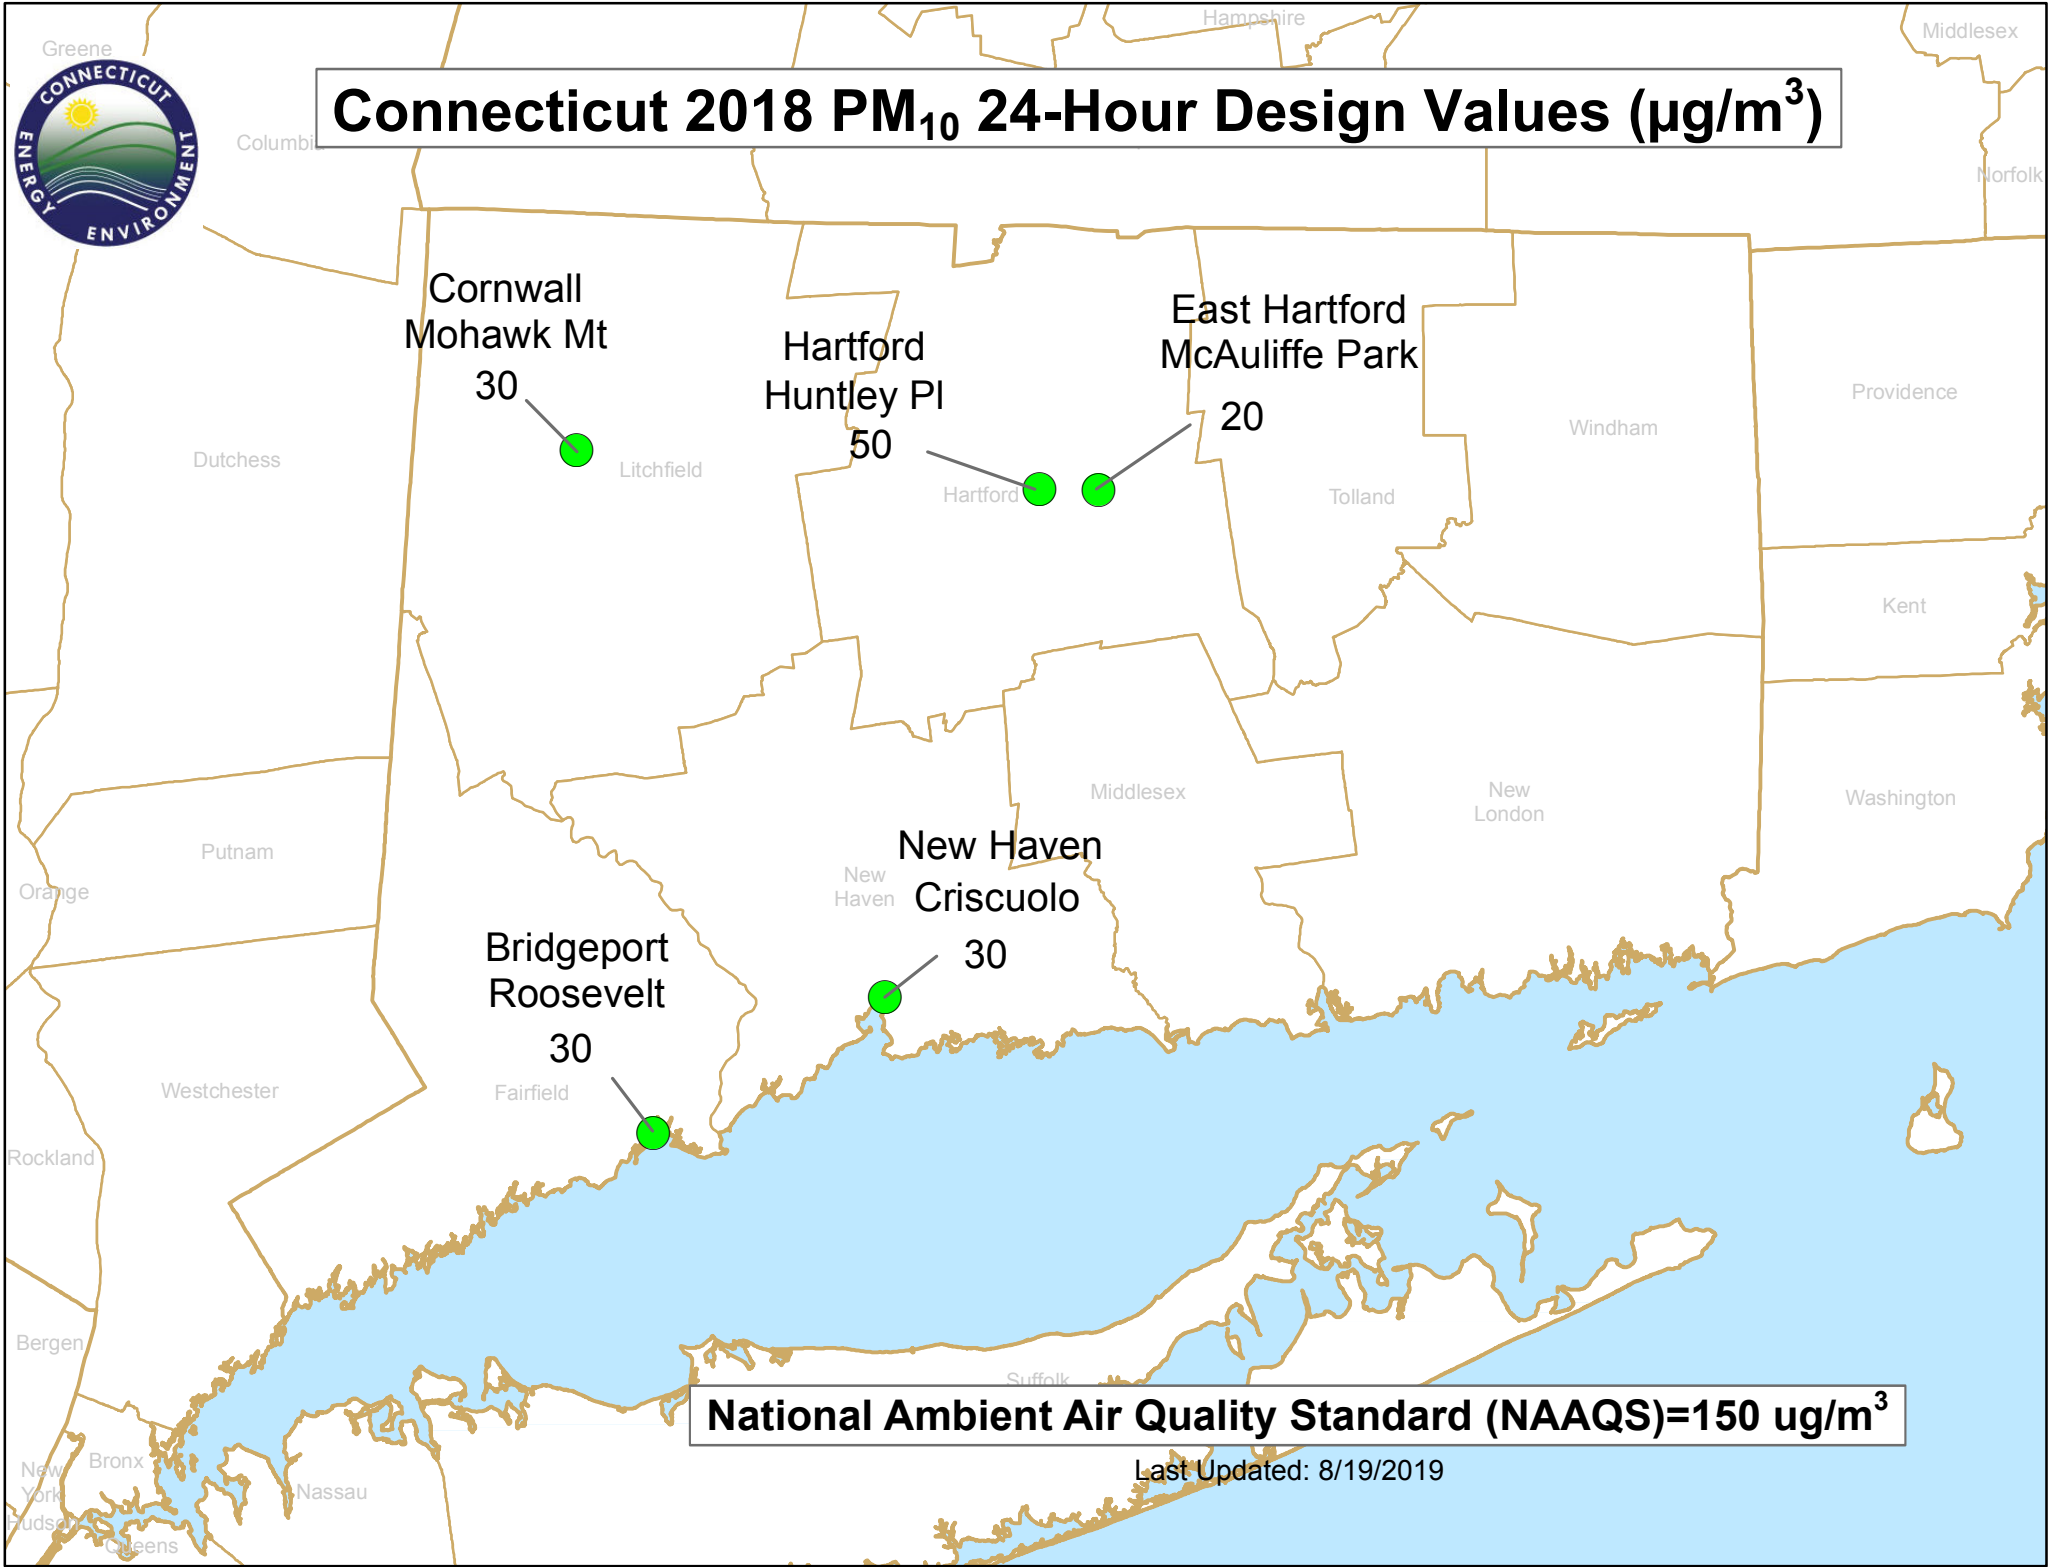 Hampshire
Middlesex
Greene
CONNECTICUT
ENERGY
ENVIRONMENT
Connecticut 2018 PM10 24-Hour Design Values (µg/m³)
Norfolk
Cornwall
Mohawk Mt
30
Hartford
Huntley Pl
50
East Hartford
McAuliffe Park
20
Providence
Windham
Dutchess
Litchfield
Hartford
Tolland
Kent
Middlesex
New
London
Washington
Putnam
Orange
New
Haven
New Haven
Criscuolo
30
Bridgeport
Roosevelt
30
Westchester
Fairfield
Rockland
Bergen
Suffolk
National Ambient Air Quality Standard (NAAQS)=150 ug/m³
Last Updated: 8/19/2019
Bronx
New
York
Nassau
Hudson
Queens